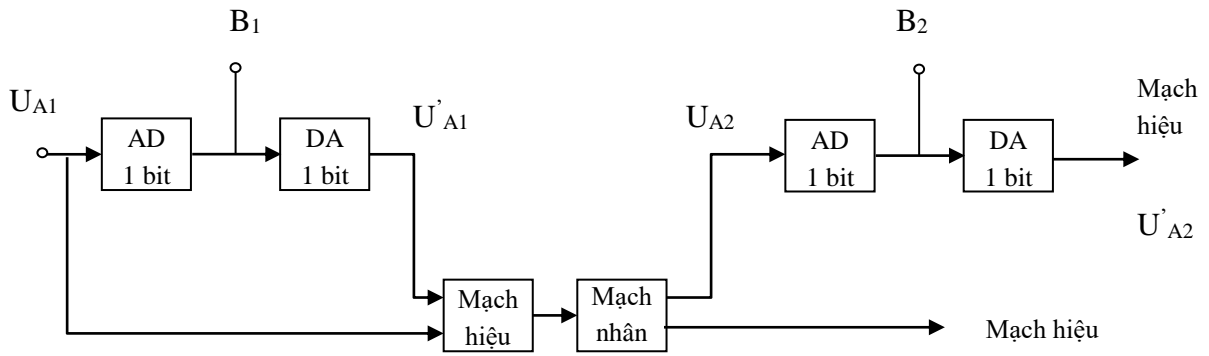 B1
B2
UA1
AD
1 bit
DA
1 bit
U’A1
UA2
AD
1 bit
DA
1 bit
Mạch
hiệu
U’A2
Mạch
hiệu
Mạch
nhân
Mạch hiệu